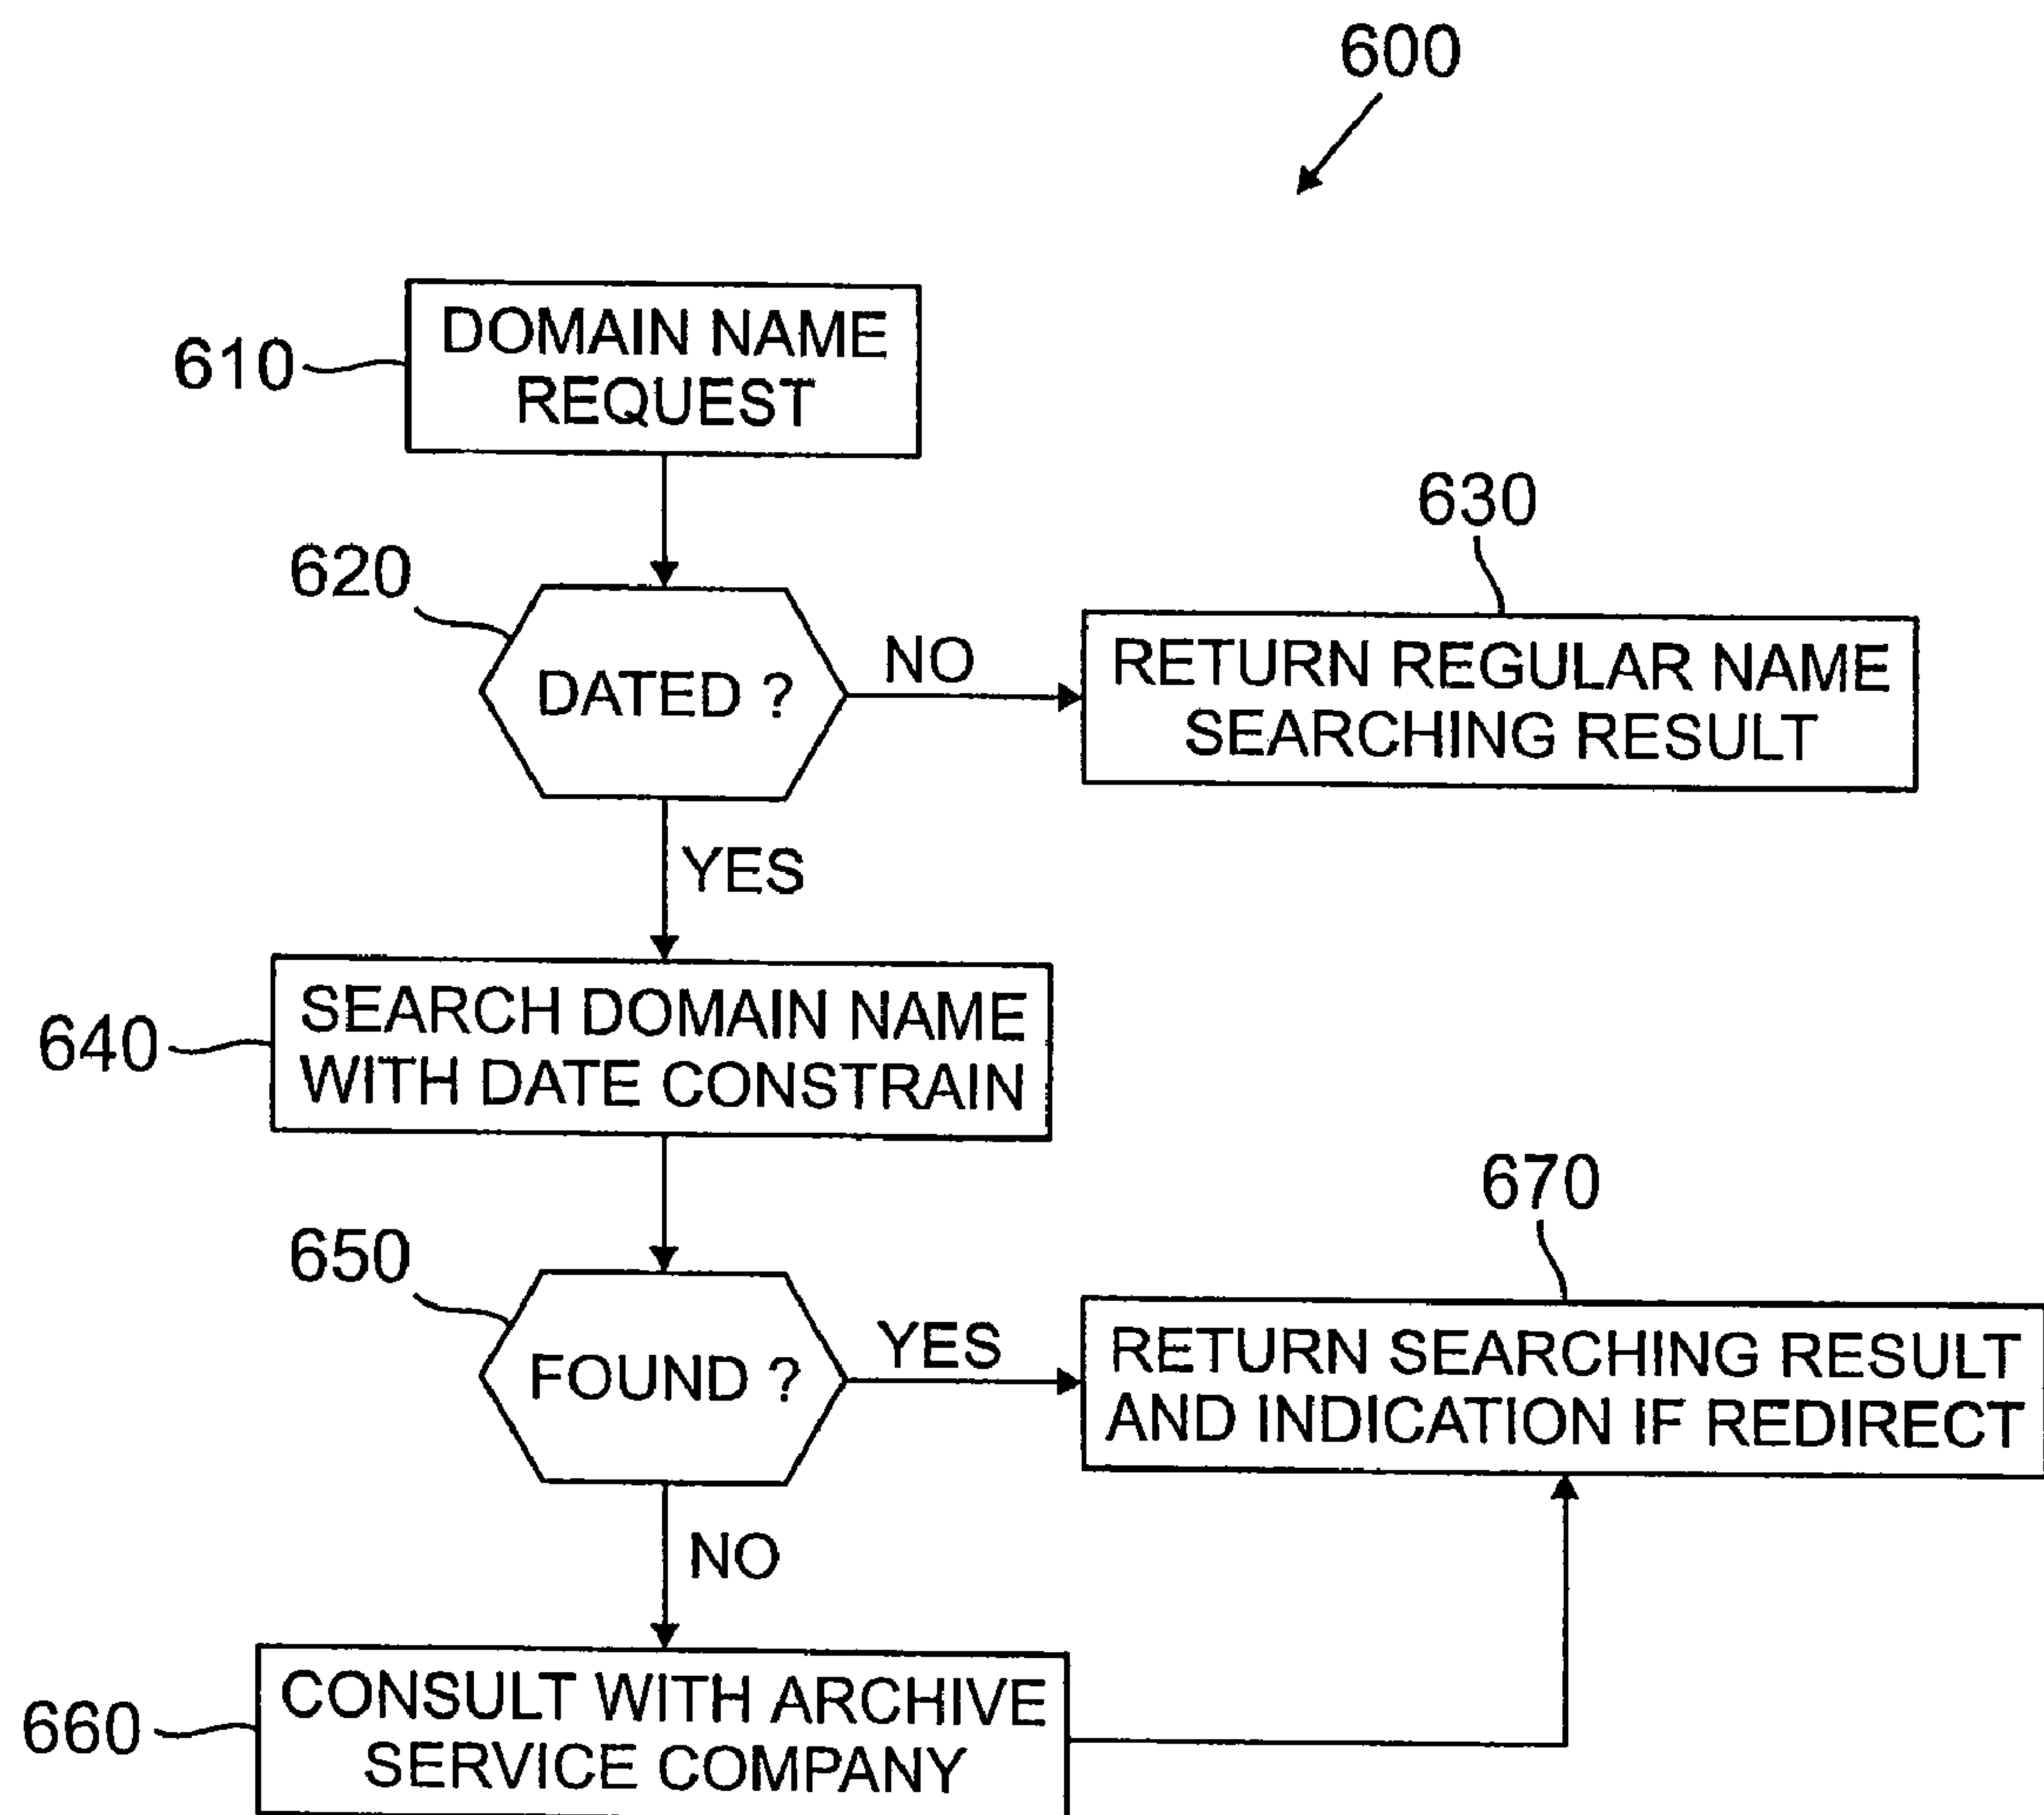 600
610
DOMAIN NAME
REQUEST
620
DATED ?
NO
630
RETURN REGULAR NAME
SEARCHING RESULT
YES
640
SEARCH DOMAIN NAME
WITH DATE CONSTRAIN
650
FOUND ?
YES
670
RETURN SEARCHING RESULT
AND INDICATION IF REDIRECT
NO
660
CONSULT WITH ARCHIVE
SERVICE COMPANY